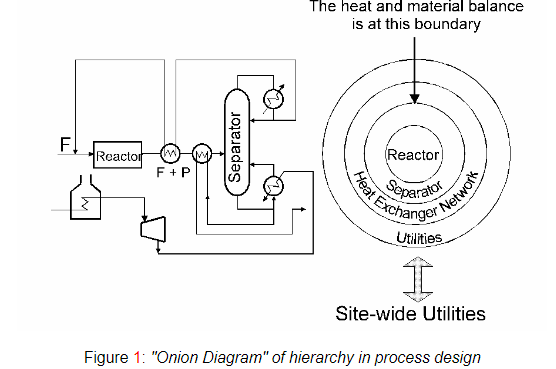 The heat and material balance
is at this boundary
F
Reactor
F + P
Separator
Reactor
Separator
Heat Exchanger Network
Utilities
Site-wide Utilities
Figure 1: "Onion Diagram" of hierarchy in process design